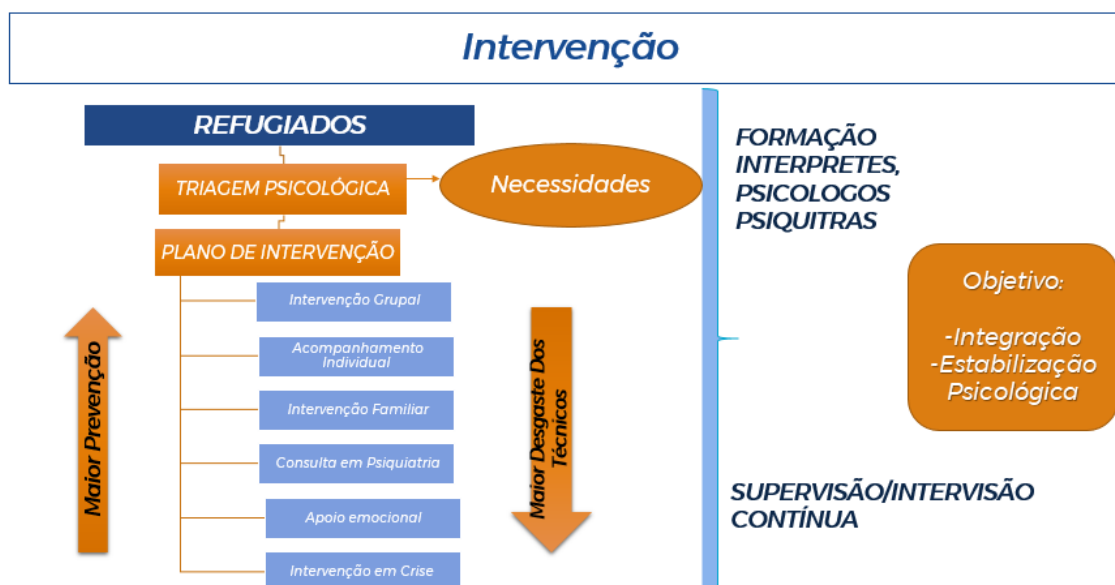 Intervenção
REFUGIADOS
TRIAGEM PSICOLÓGICA
Necessidades
PLANO DE INTERVENÇÃO
Intervenção Grupal
Acompanhamento
Individual
Intervenção Familiar
Consulta em Psiquiatria
Apoio emocional
Intervenção em Crise
Maior Prevenção
Maior Desgaste Dos
Técnicos
FORMAÇÃO
INTERPRETES,
PSICOLOGOS
PSIQUITRAS
SUPERVISÃO/INTERVISÃO
CONTÍNUA
Objetivo:
-Integração
-Estabilização
Psicológica